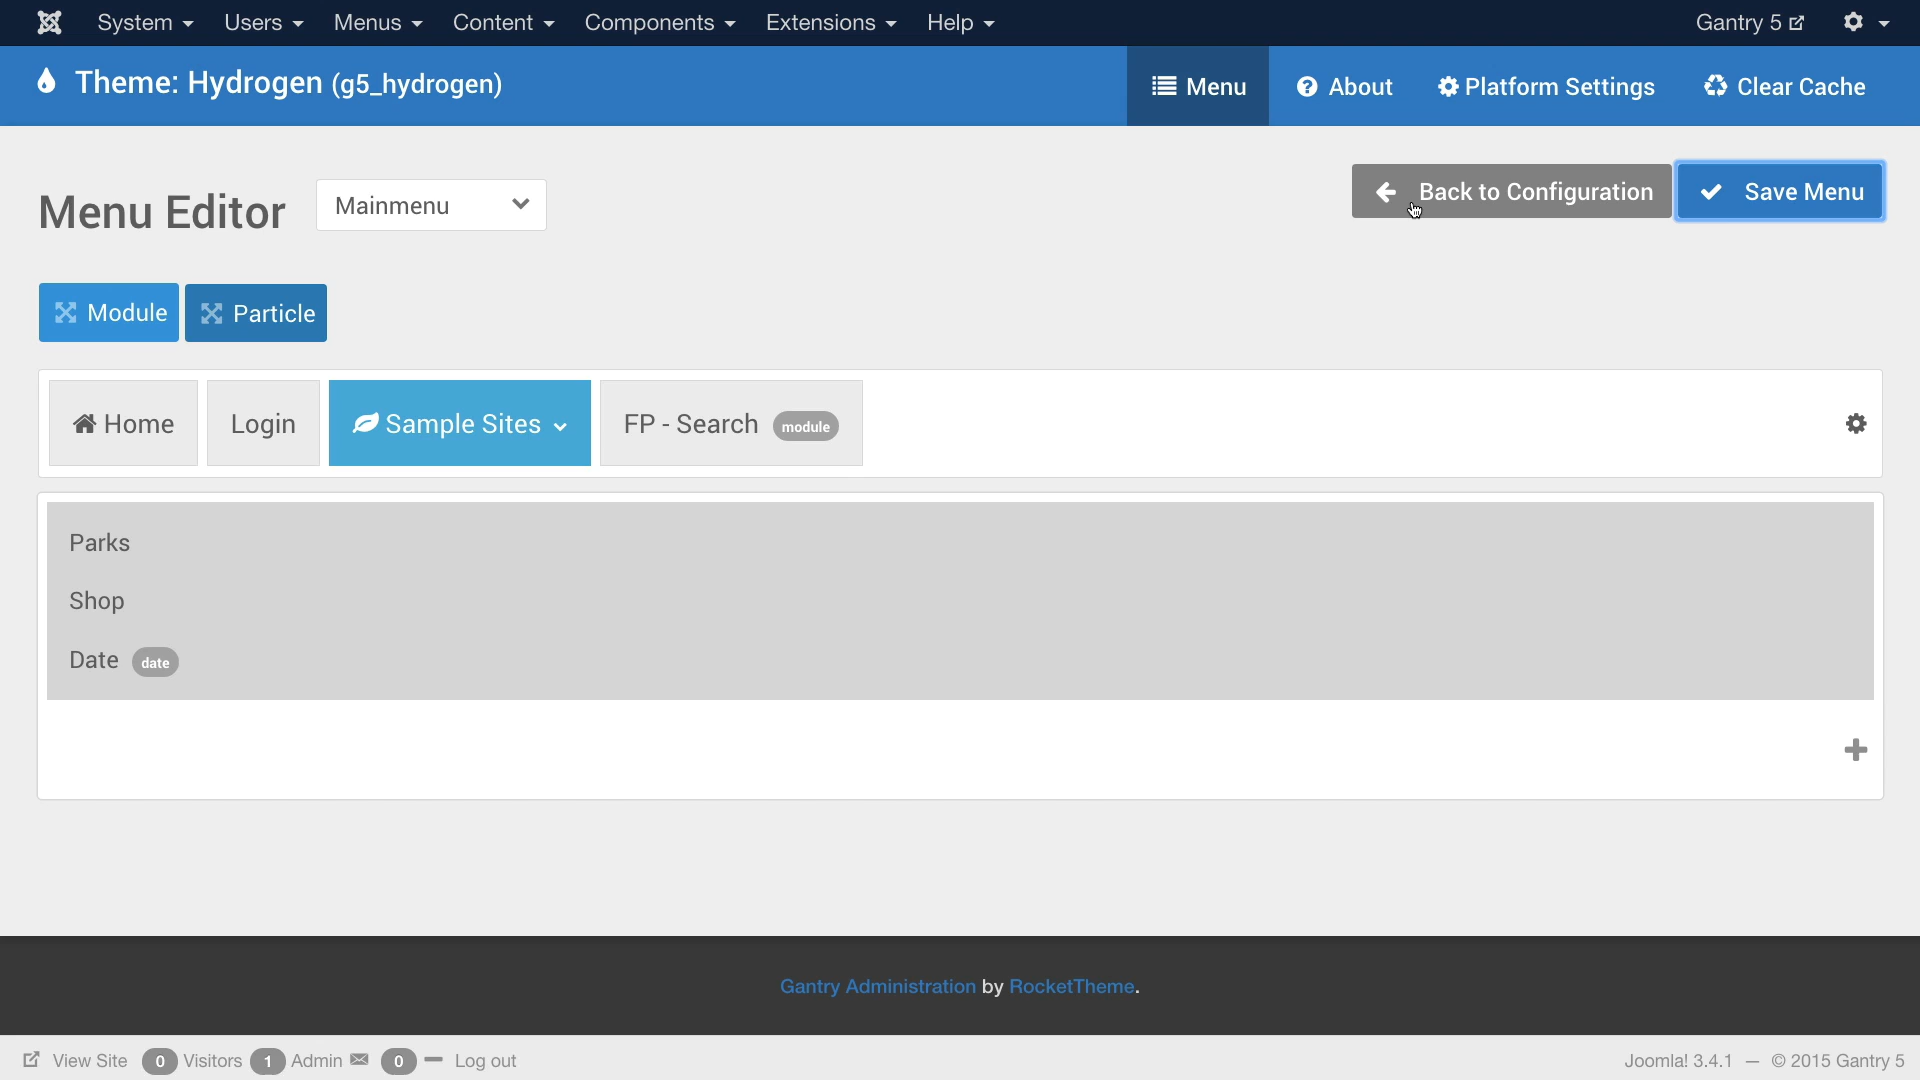 System Users Menus Content Components Extensions Help Gantry 5
Theme: Hydrogen (g5_hydrogen) Menu About Platform Settings Clear Cache
Menu Editor Mainmenu Back to Configuration Save Menu
Module Particle
Home Login Sample Sites FP - Search module
Parks
Shop
Date date
Gantry Administration by RocketTheme.
View Site 0 Visitors 1 Admin 0 Log out Joomla! 3.4.1 — © 2015 Gantry 5